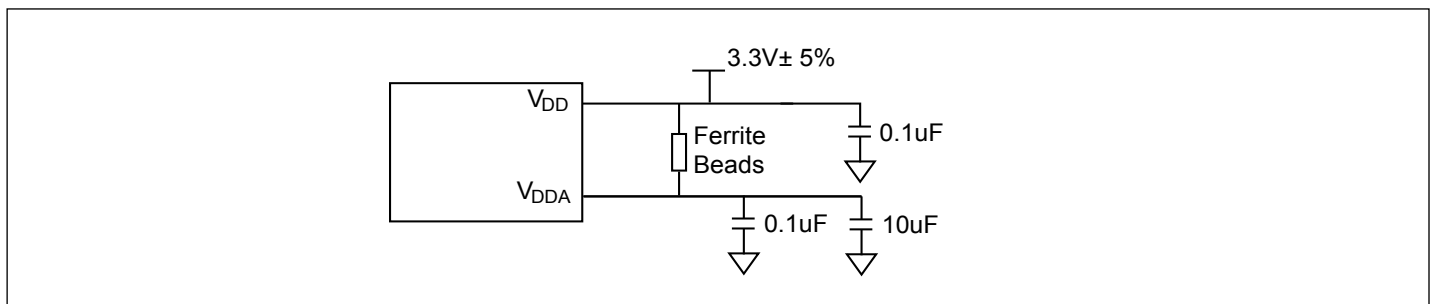 3.3V± 5%
VDD
0.1uF
Ferrite
Beads
VDDA
0.1uF
10uF